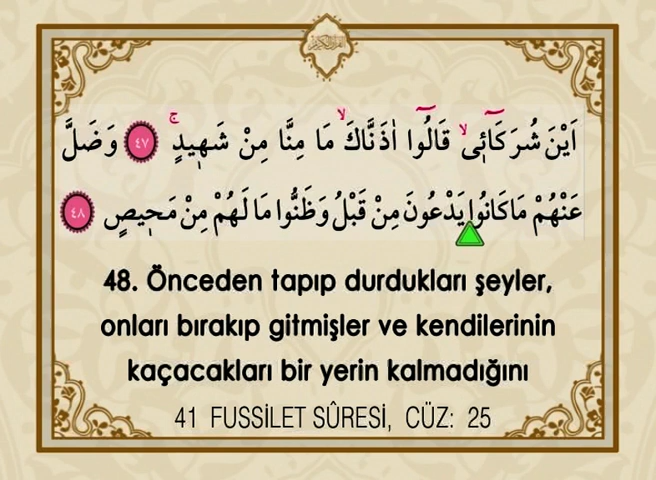 اَيْنَ شُرَكَٓائ۪ىۙ قَالُٓوا اٰذَنَّاكَۙ مَا مِنَّا مِنْ شَه۪يدٍۚ ٤٧ وَضَلَّ
عَنْهُمْ مَا كَانُوا يَدْعُونَ مِنْ قَبْلُ وَظَنُّوا مَا لَهُمْ مِنْ مَح۪يصٍ ٤٨
48. Önceden tapıp durdukları şeyler,
onları bırakıp gitmişler ve kendilerinin
kaçacakları bir yerin kalmadığını
41 FUSSİLET SÛRESİ, CÜZ: 25